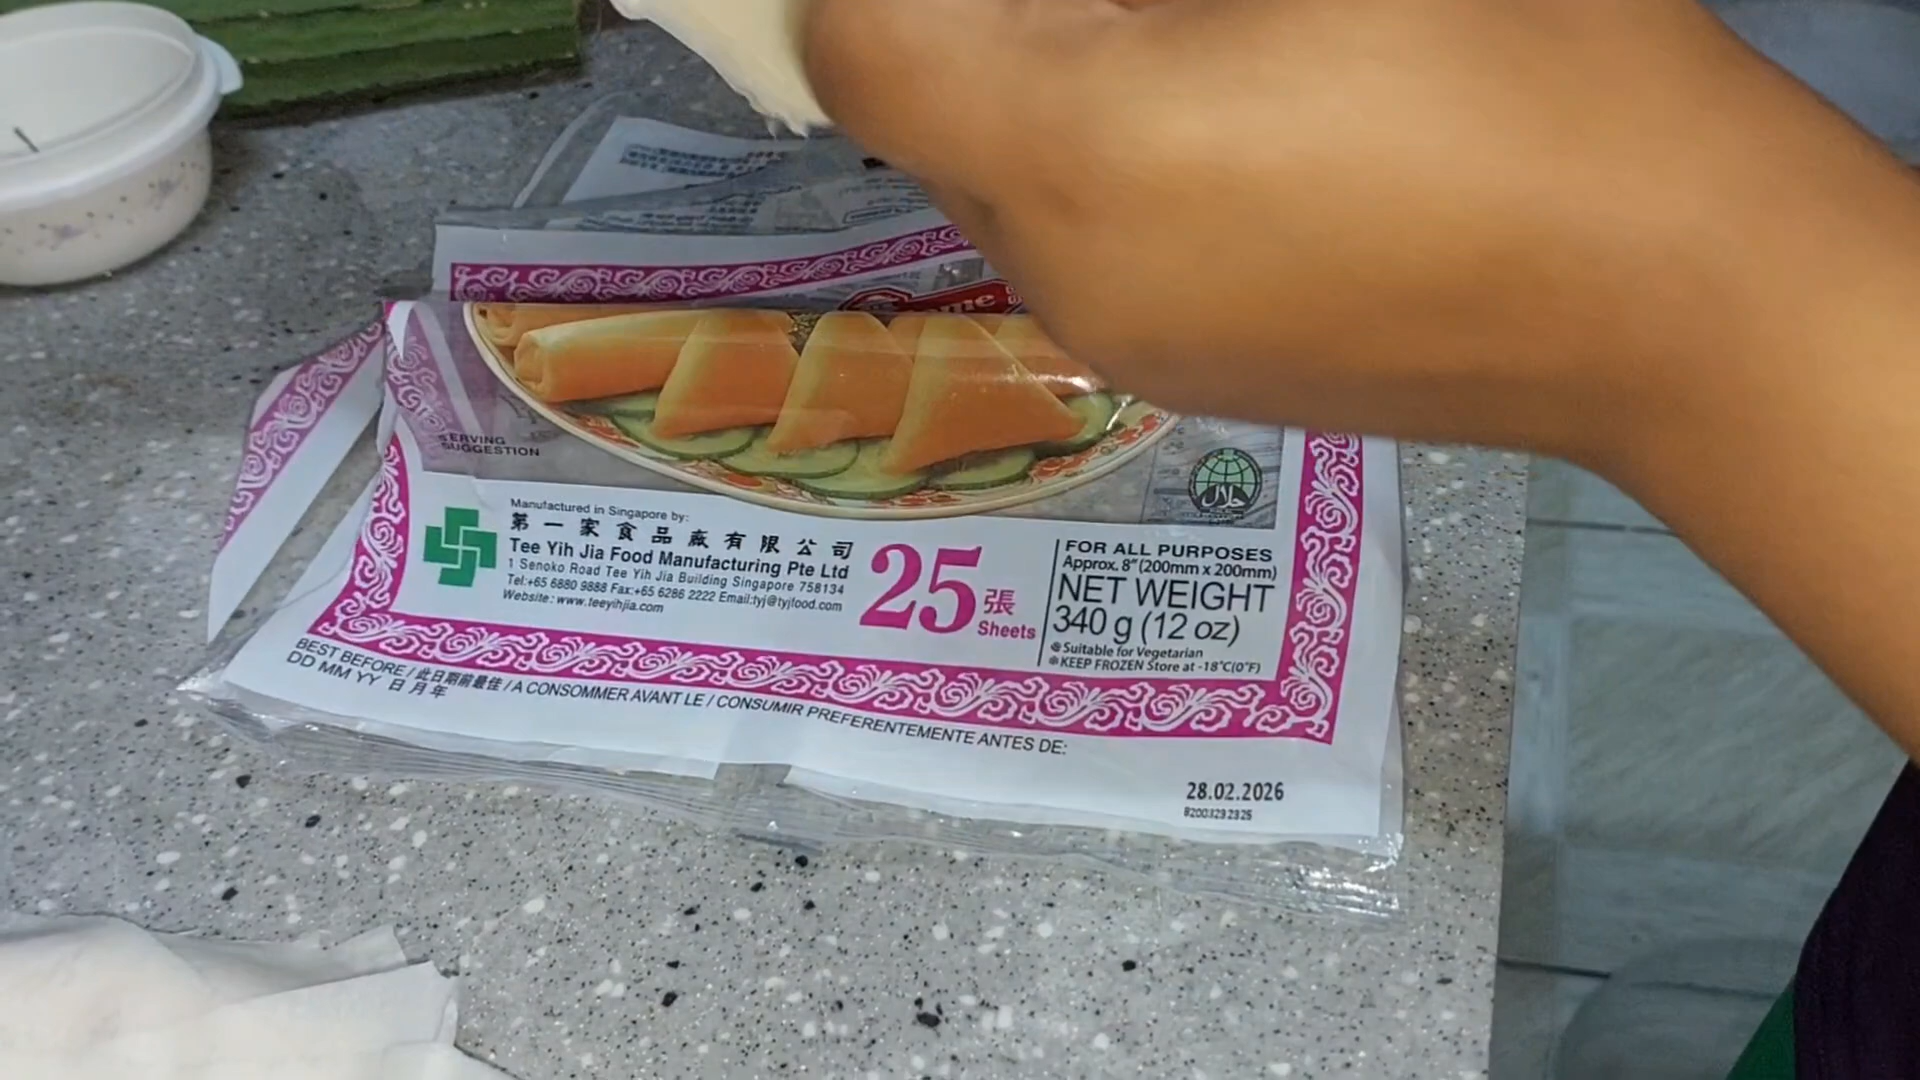 SERVING
SUGGESTION
Manufactured in Singapore by:
第一家食品廠有限公司
Tee Yih Jia Food Manufacturing Pte Ltd
1 Senoko Road Tee Yih Jia Building Singapore 758134
Tel:+65 6880 9888 Fax:+65 6286 2222 Email:tyj@tyjfood.com
Website: www.teeyihjia.com
25 張
Sheets
FOR ALL PURPOSES
Approx. 8"(200mm x 200mm)
NET WEIGHT
340 g (12 oz)
Suitable for Vegetarian
KEEP FROZEN Store at -18°C(0°F)
BEST BEFORE / 此日期前最佳 / A CONSOMMER AVANT LE / CONSUMIR PREFERENTEMENTE ANTES DE:
DD MM YY 日 月 年
28.02.2026